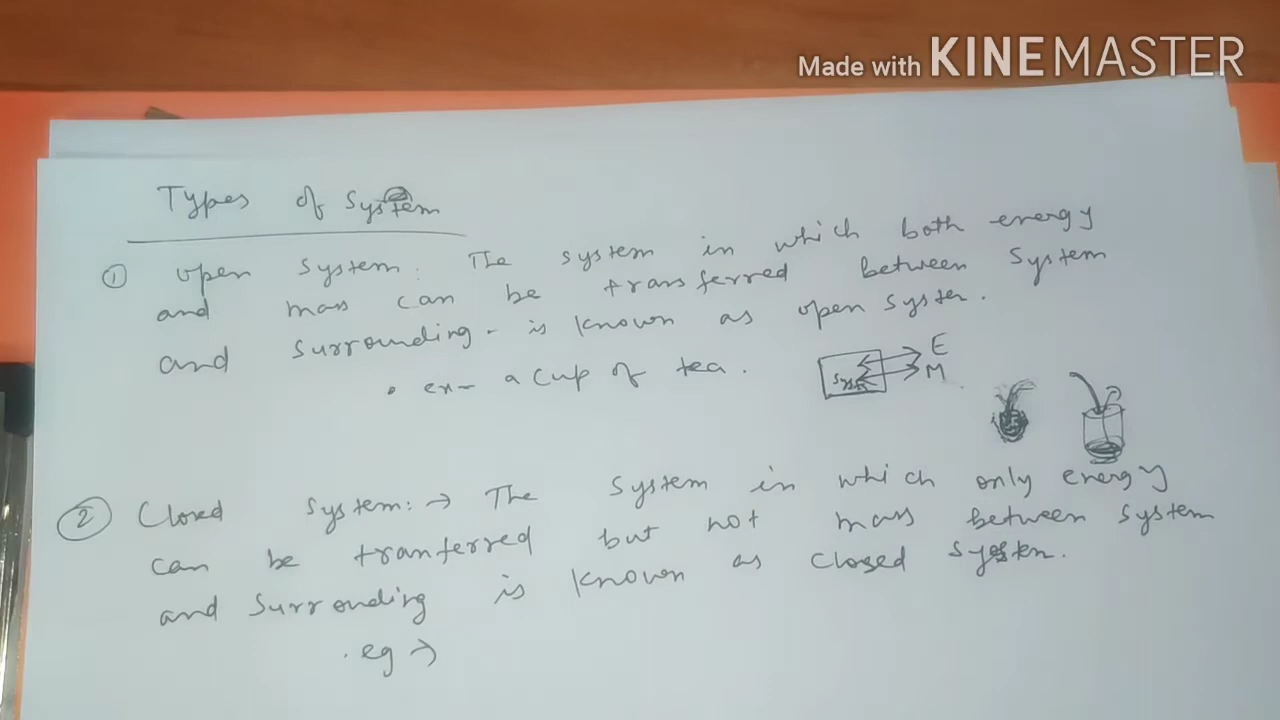 Made with KINEMASTER
Types of System
① open system: The system in which both energy
and mass can be transferred between system
and surrounding - is known as open system.
• ex- a cup of tea.
Syst
E
M
② Closed system:→ The system in which only energy
can be tranferred but not mass between system
and surrounding is known as closed system.
. eg →